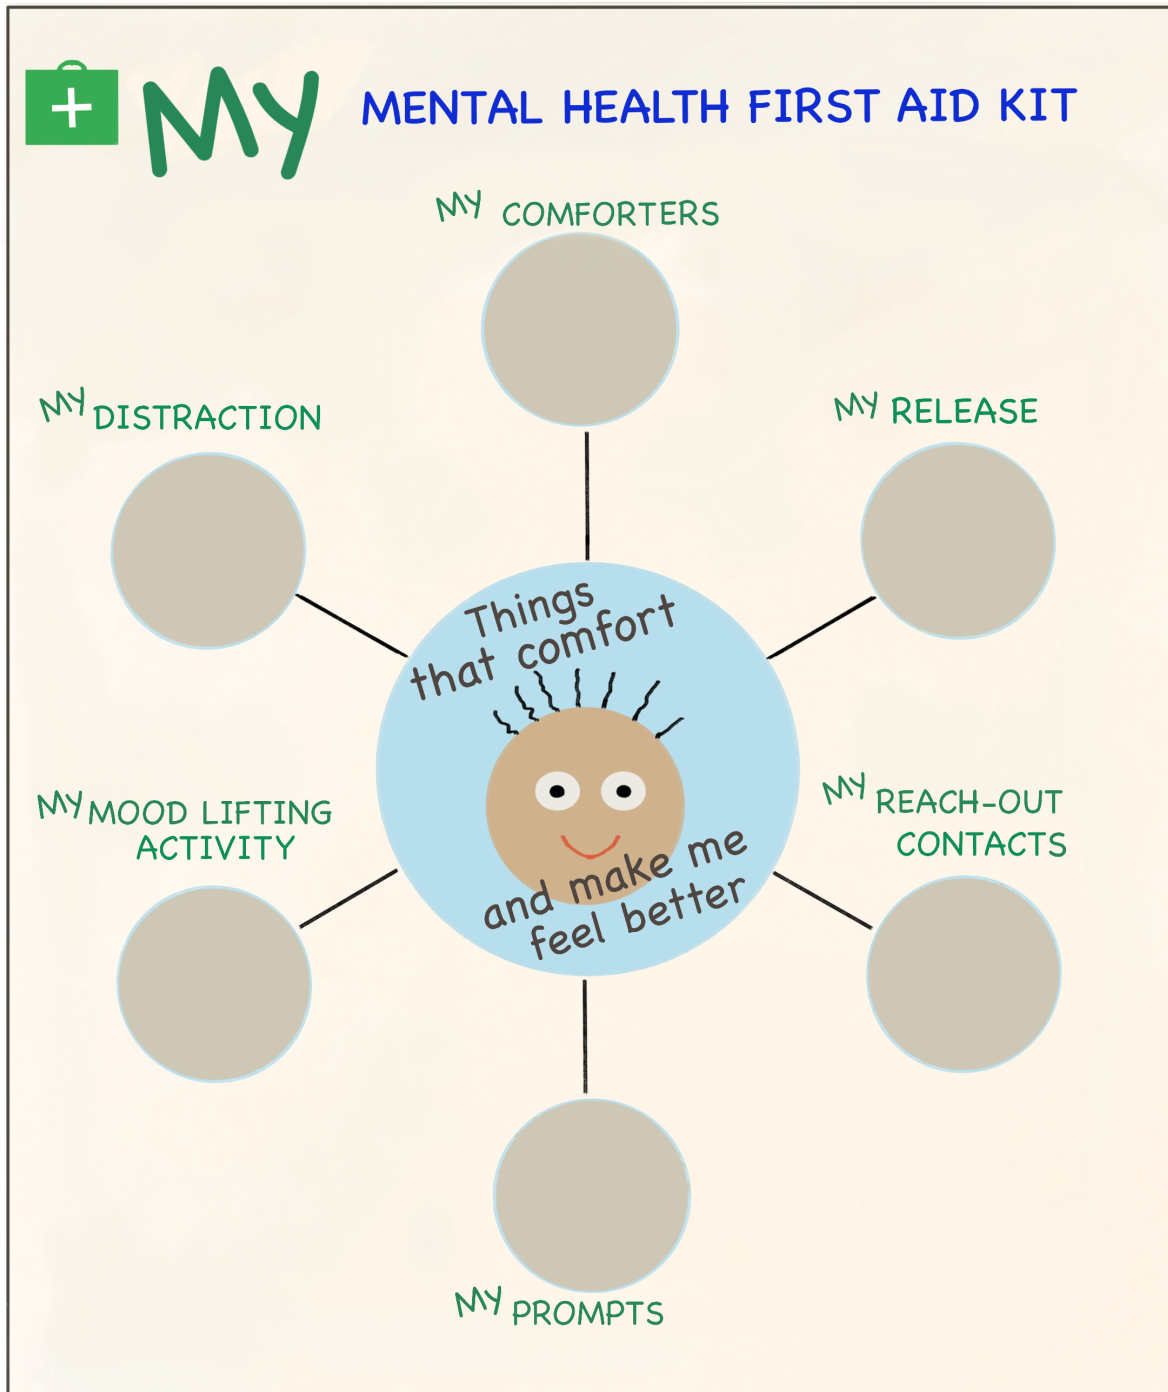 My MENTAL HEALTH FIRST AID KIT
My COMFORTERS
My DISTRACTION
My RELEASE
Things
that comfort
and make me
feel better
My MOOD LIFTING
ACTIVITY
My REACH-OUT
CONTACTS
My PROMPTS